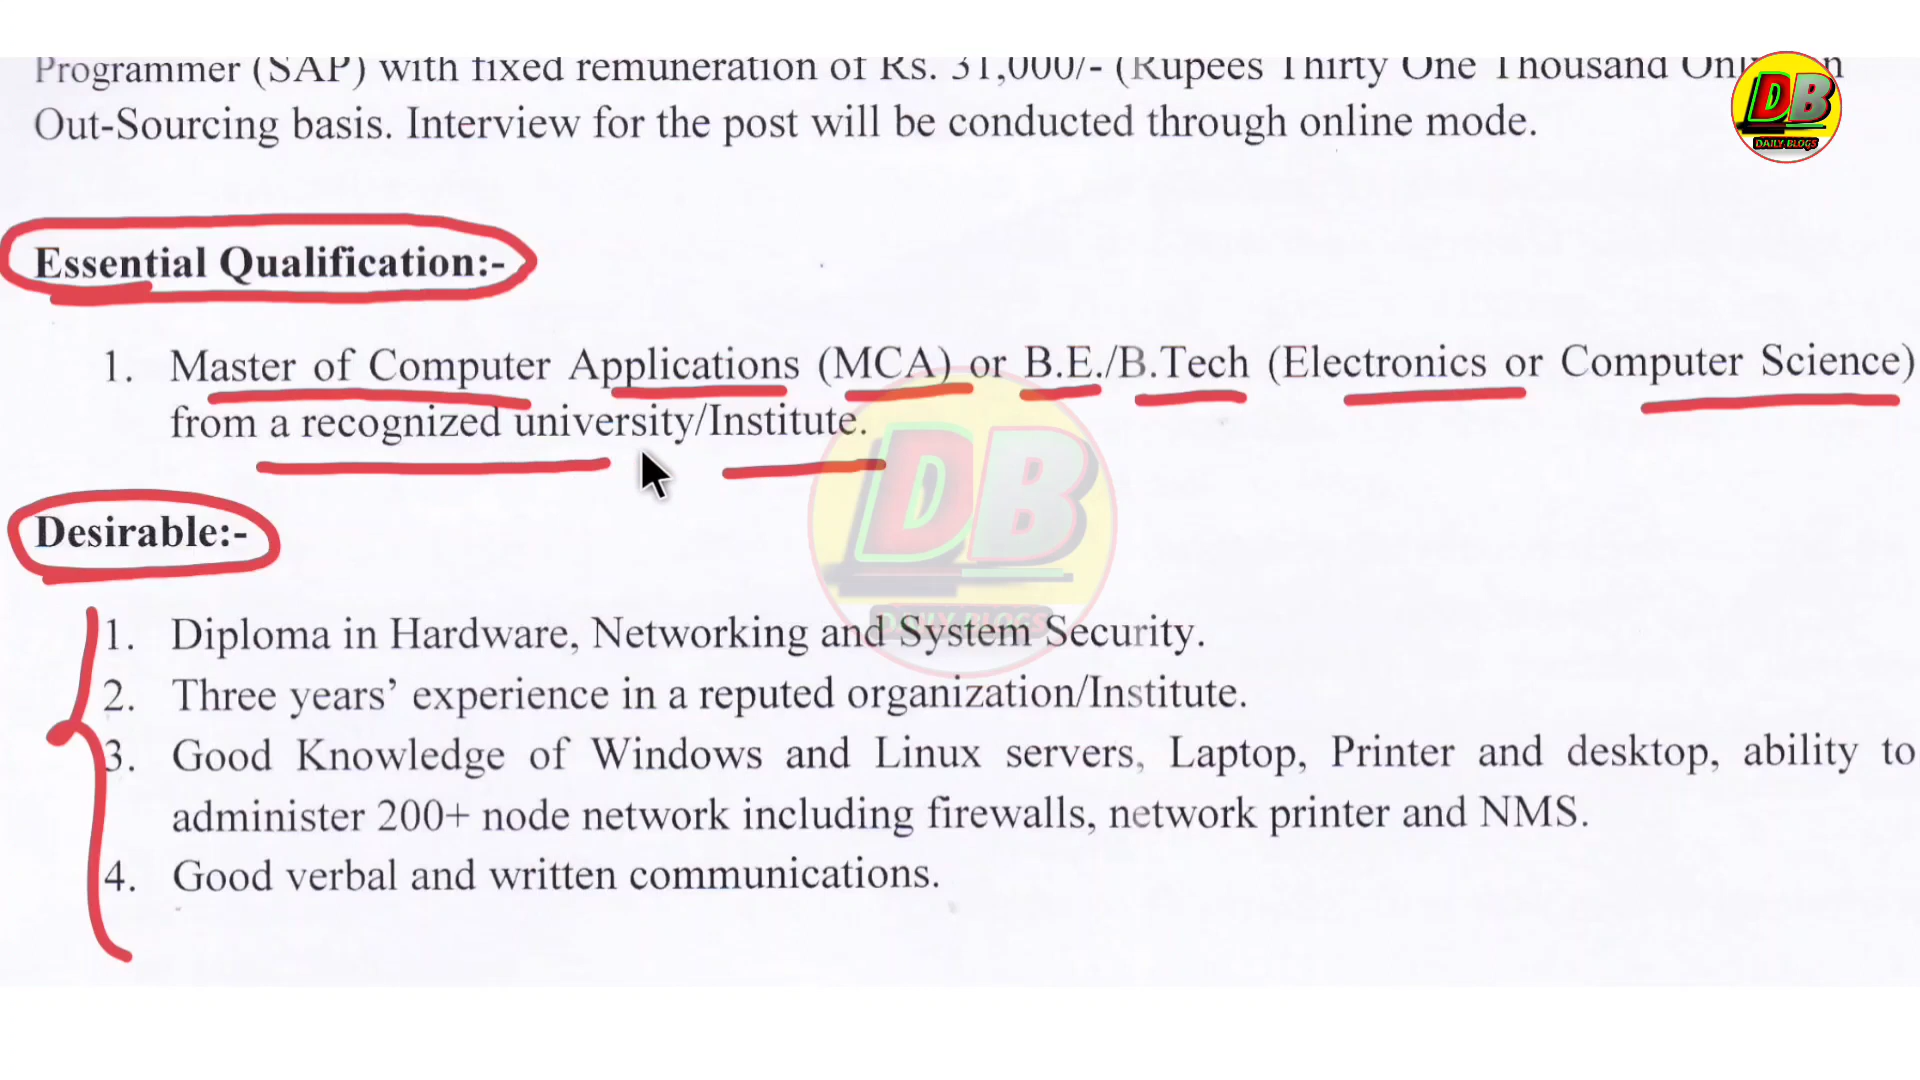 Programmer (SAP) with fixed remuneration of Rs. 31,000/- (Rupees Thirty One Thousand
Out-Sourcing basis. Interview for the post will be conducted through online mode.
DB
DAILY BLOGS
Essential Qualification:-
1. Master of Computer Applications (MCA) or B.E./B.Tech (Electronics or Computer Science)
from a recognized university/Institute.
DB
DAILY BLOGS
Desirable:-
1. Diploma in Hardware, Networking and System Security.
2. Three years’ experience in a reputed organization/Institute.
3. Good Knowledge of Windows and Linux servers, Laptop, Printer and desktop, ability to
administer 200+ node network including firewalls, network printer and NMS.
4. Good verbal and written communications.